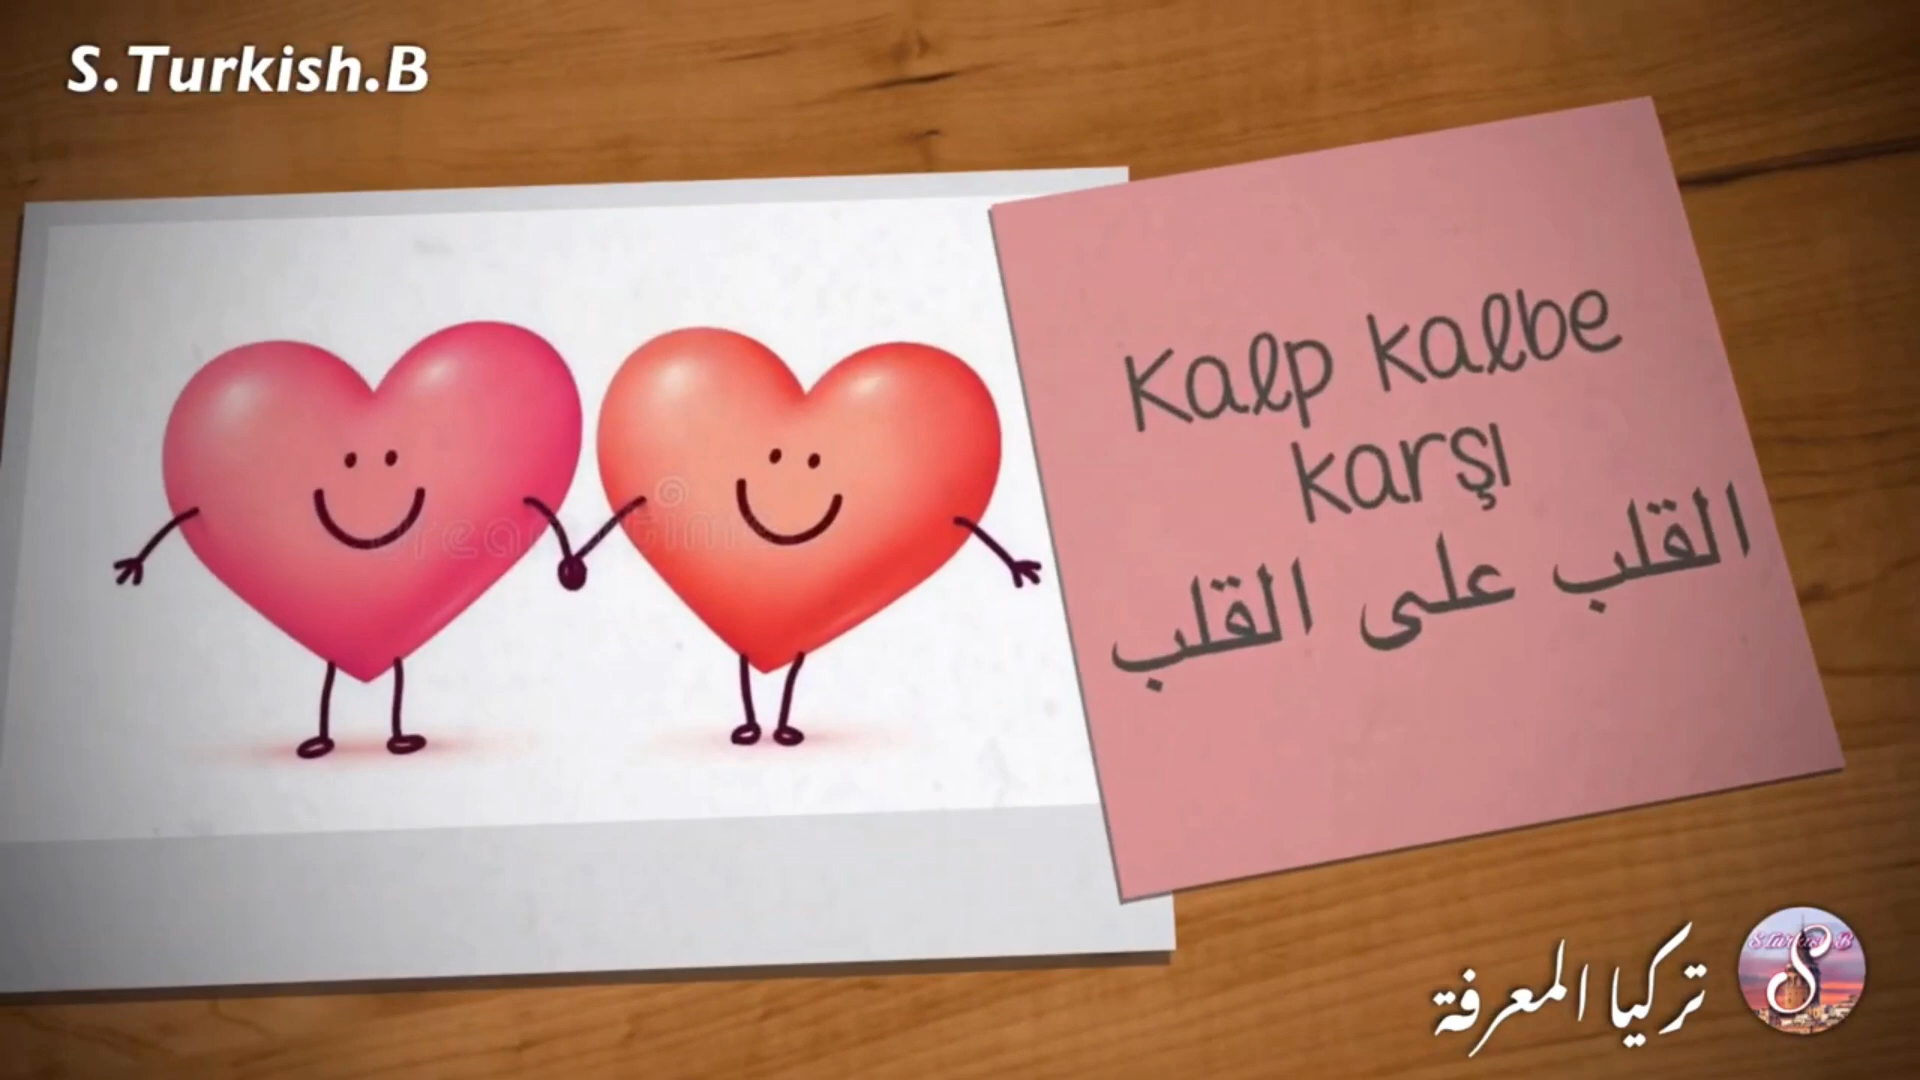 S.Turkish.B
Kalp kalbe
karşı
القلب على القلب
تركيا المعرفة